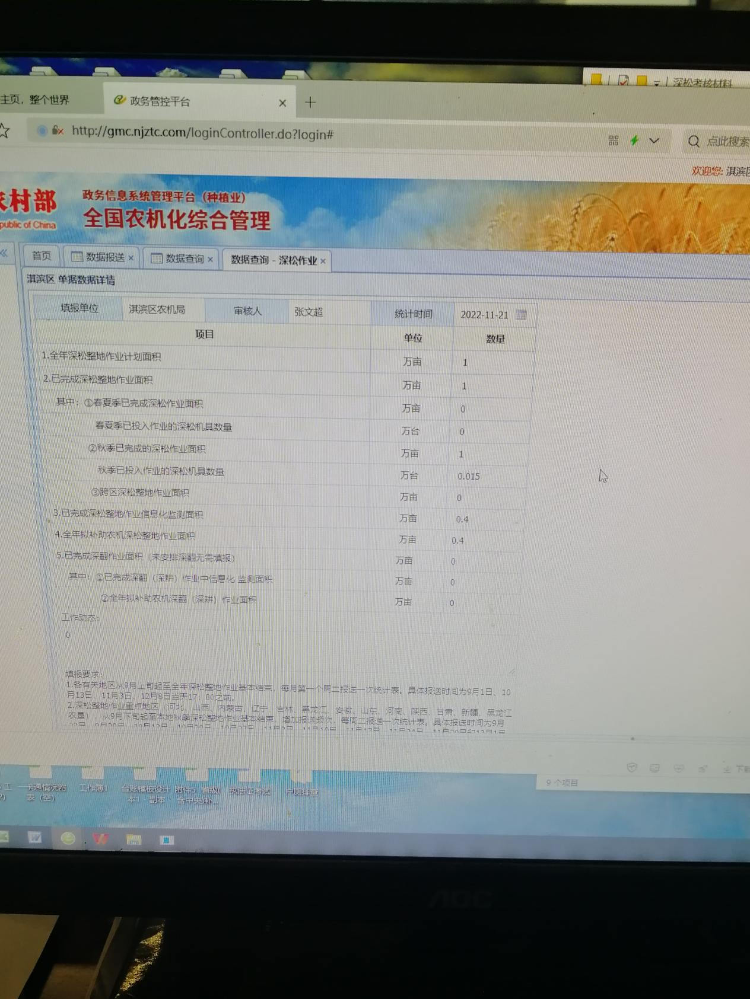 深松考核材料
主页，整个世界
政务管控平台
http://gmc.njztc.com/loginController.do?login#
点此搜索
欢迎您: 淇滨区
村部
public of China
政务信息系统管理平台（种植业）
全国农机化综合管理
首页 数据报送 数据查询 数据查询 - 深松作业
淇滨区 单据数据详情
填报单位 淇滨区农机局 审核人 张文超 统计时间 2022-11-21
项目 单位 数量
1.全年深松整地作业计划面积 万亩 1
2.已完成深松整地作业面积 万亩 1
其中：①春夏季已完成深松作业面积 万亩 0
春夏季已投入作业的深松机具数量 万台 0
②秋季已完成的深松作业面积 万亩 1
秋季已投入作业的深松机具数量 万台 0.015
③跨区深松整地作业面积 万亩 0
3.已完成深松整地作业信息化监测面积 万亩 0.4
4.全年拟补助农机深松整地作业面积 万亩 0.4
5.已完成深翻作业面积（未安排深翻无需填报） 万亩 0
其中：①已完成深翻（深耕）作业中信息化 监测面积 万亩 0
②全年拟补助农机深翻（深耕）作业面积 万亩 0
工作动态：
0
填报要求：
1.各有关地区从9月上旬起至全年深松整地作业基本结束，每月第一个周二报送一次统计表。具体报送时间为9月1日、10
月13日、11月3日、12月8日当天17：00之前。
2.深松整地作业重点地区（河北、山西、内蒙古、辽宁、吉林、黑龙江、安徽、山东、河南、陕西、甘肃、新疆、黑龙江
农垦），从9月下旬起至本地秋季深松整地作业基本结束，增加报送频次，每周二报送一次统计表。具体报送时间为9月
9 个项目
一卡通情况附
表（空）
工作簿1
台账模板设计
本1 - 副本
附件5
AOC